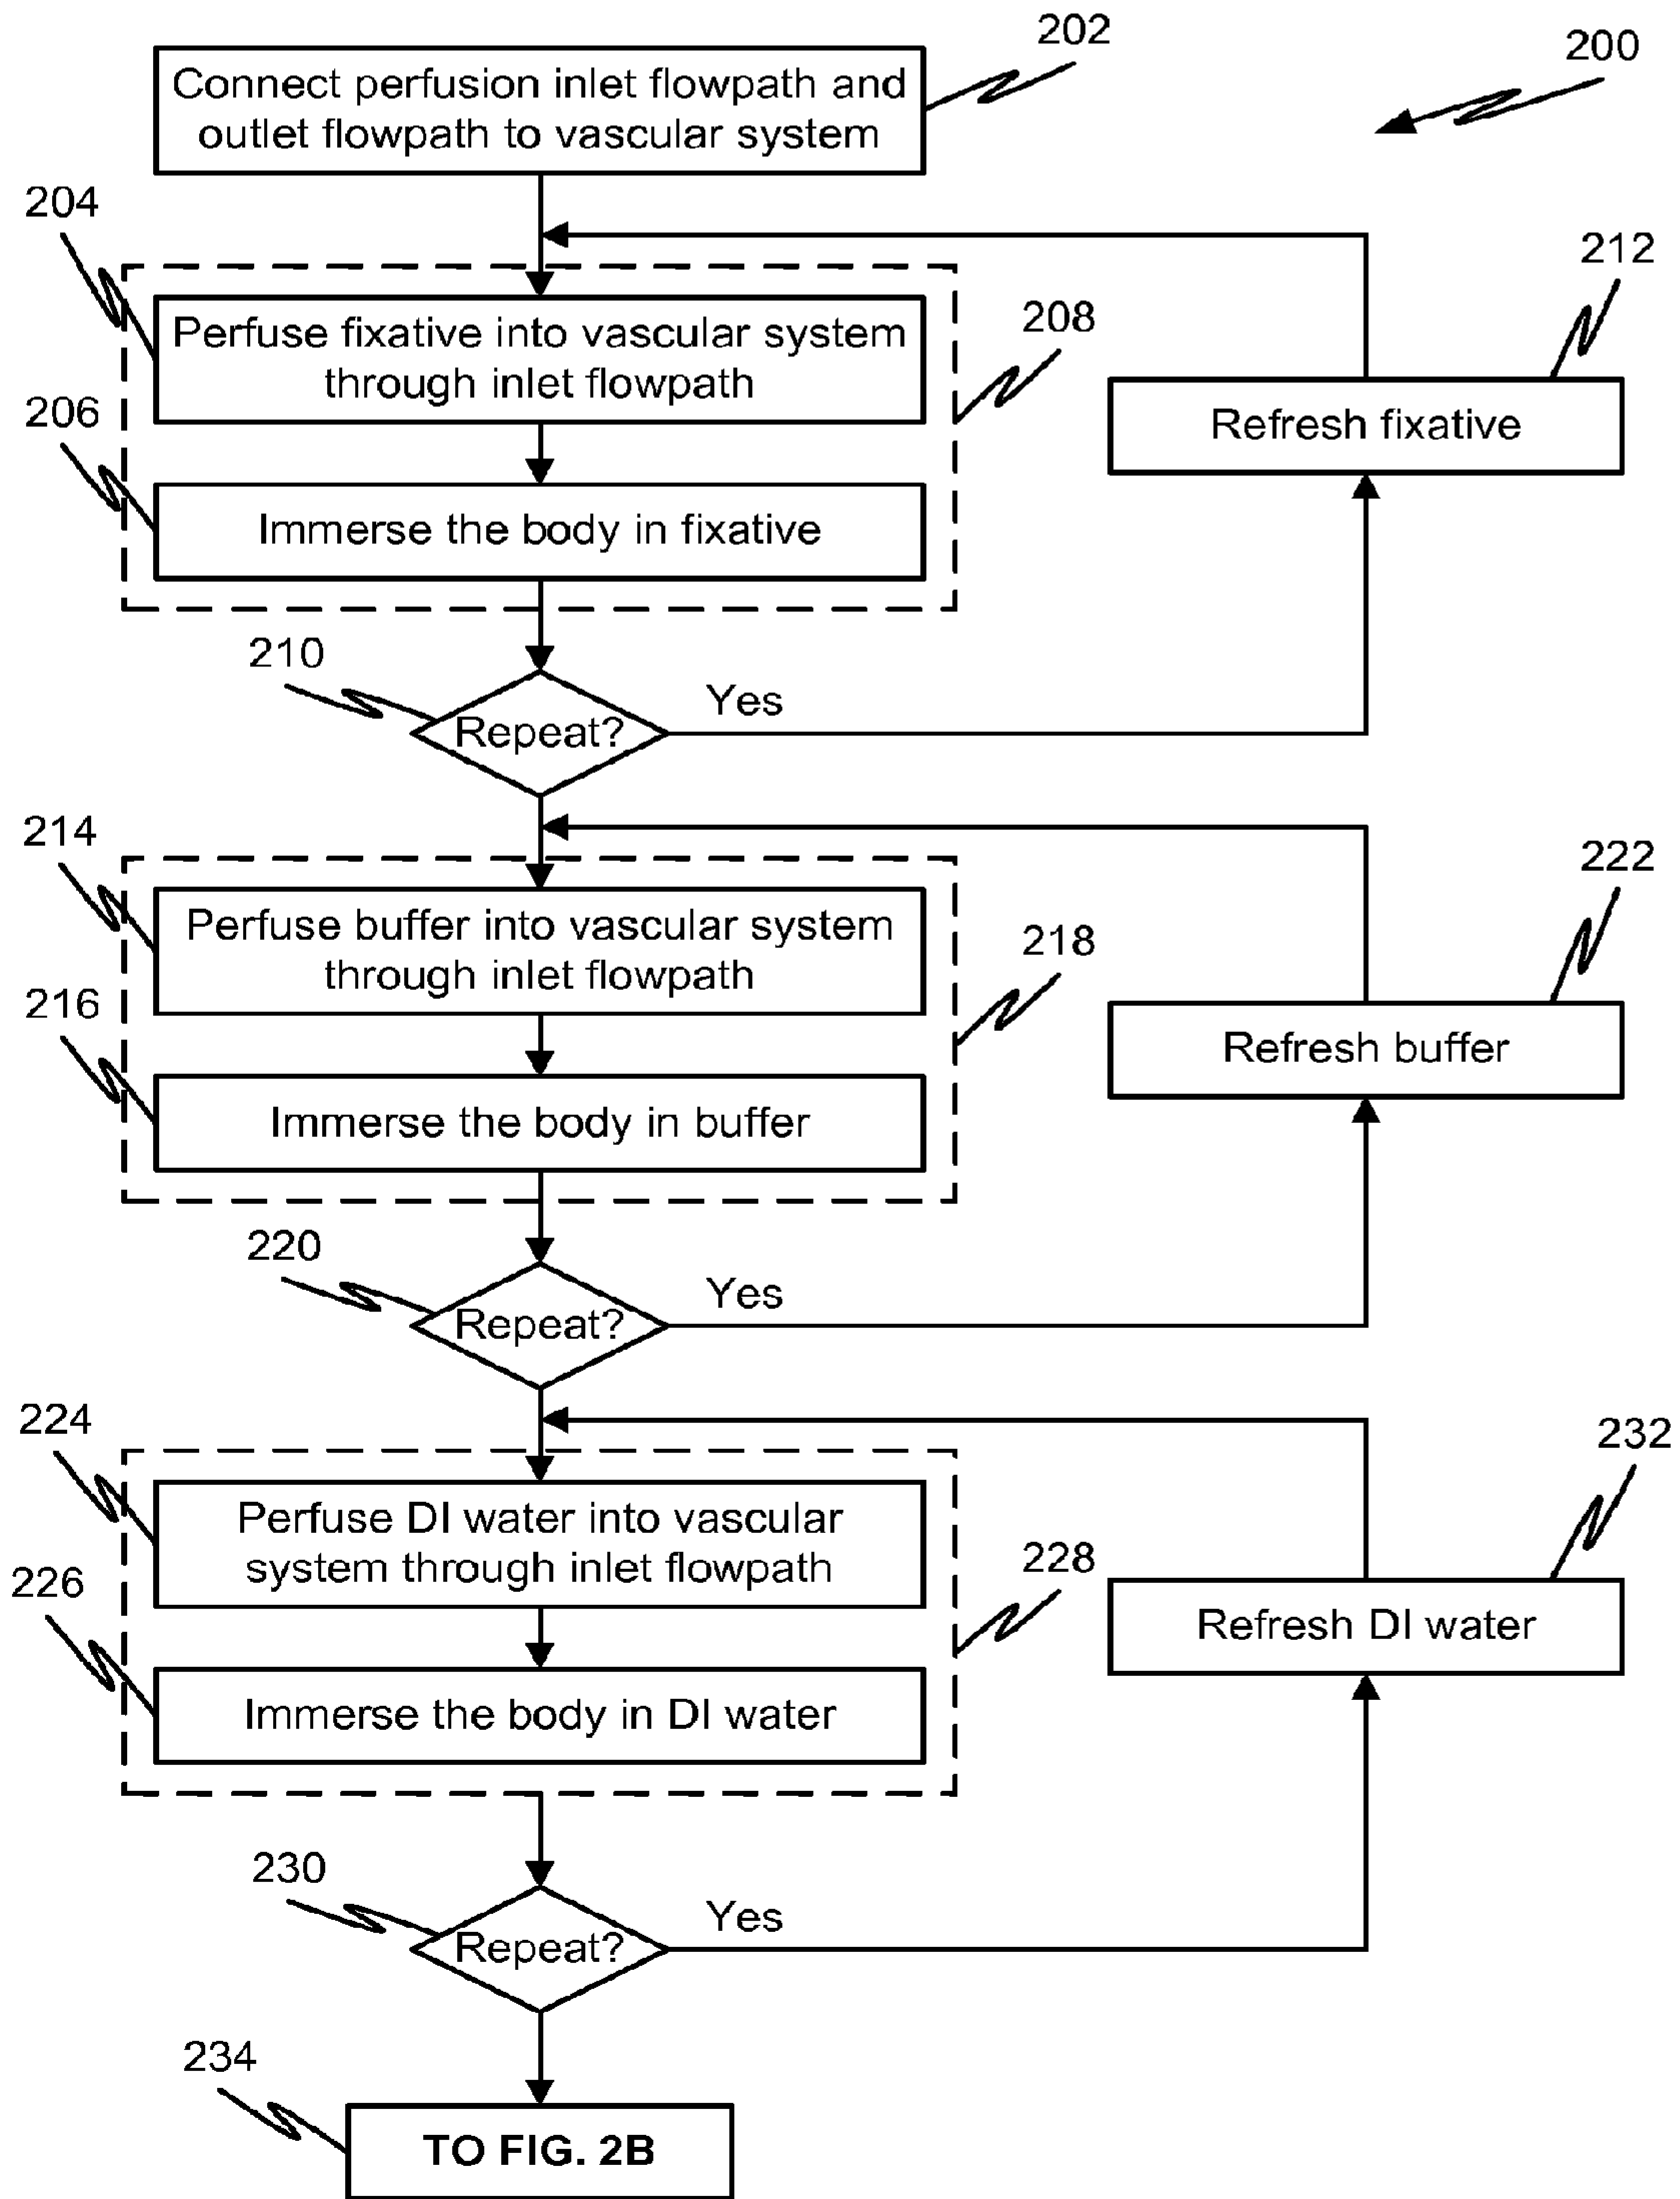 202
200
Connect perfusion inlet flowpath and
outlet flowpath to vascular system
204
212
Perfuse fixative into vascular system
through inlet flowpath
208
206
Refresh fixative
Immerse the body in fixative
210
Repeat?
Yes
214
222
Perfuse buffer into vascular system
through inlet flowpath
218
216
Refresh buffer
Immerse the body in buffer
220
Repeat?
Yes
224
232
Perfuse DI water into vascular
system through inlet flowpath
228
226
Refresh DI water
Immerse the body in DI water
230
Repeat?
Yes
234
TO FIG. 2B